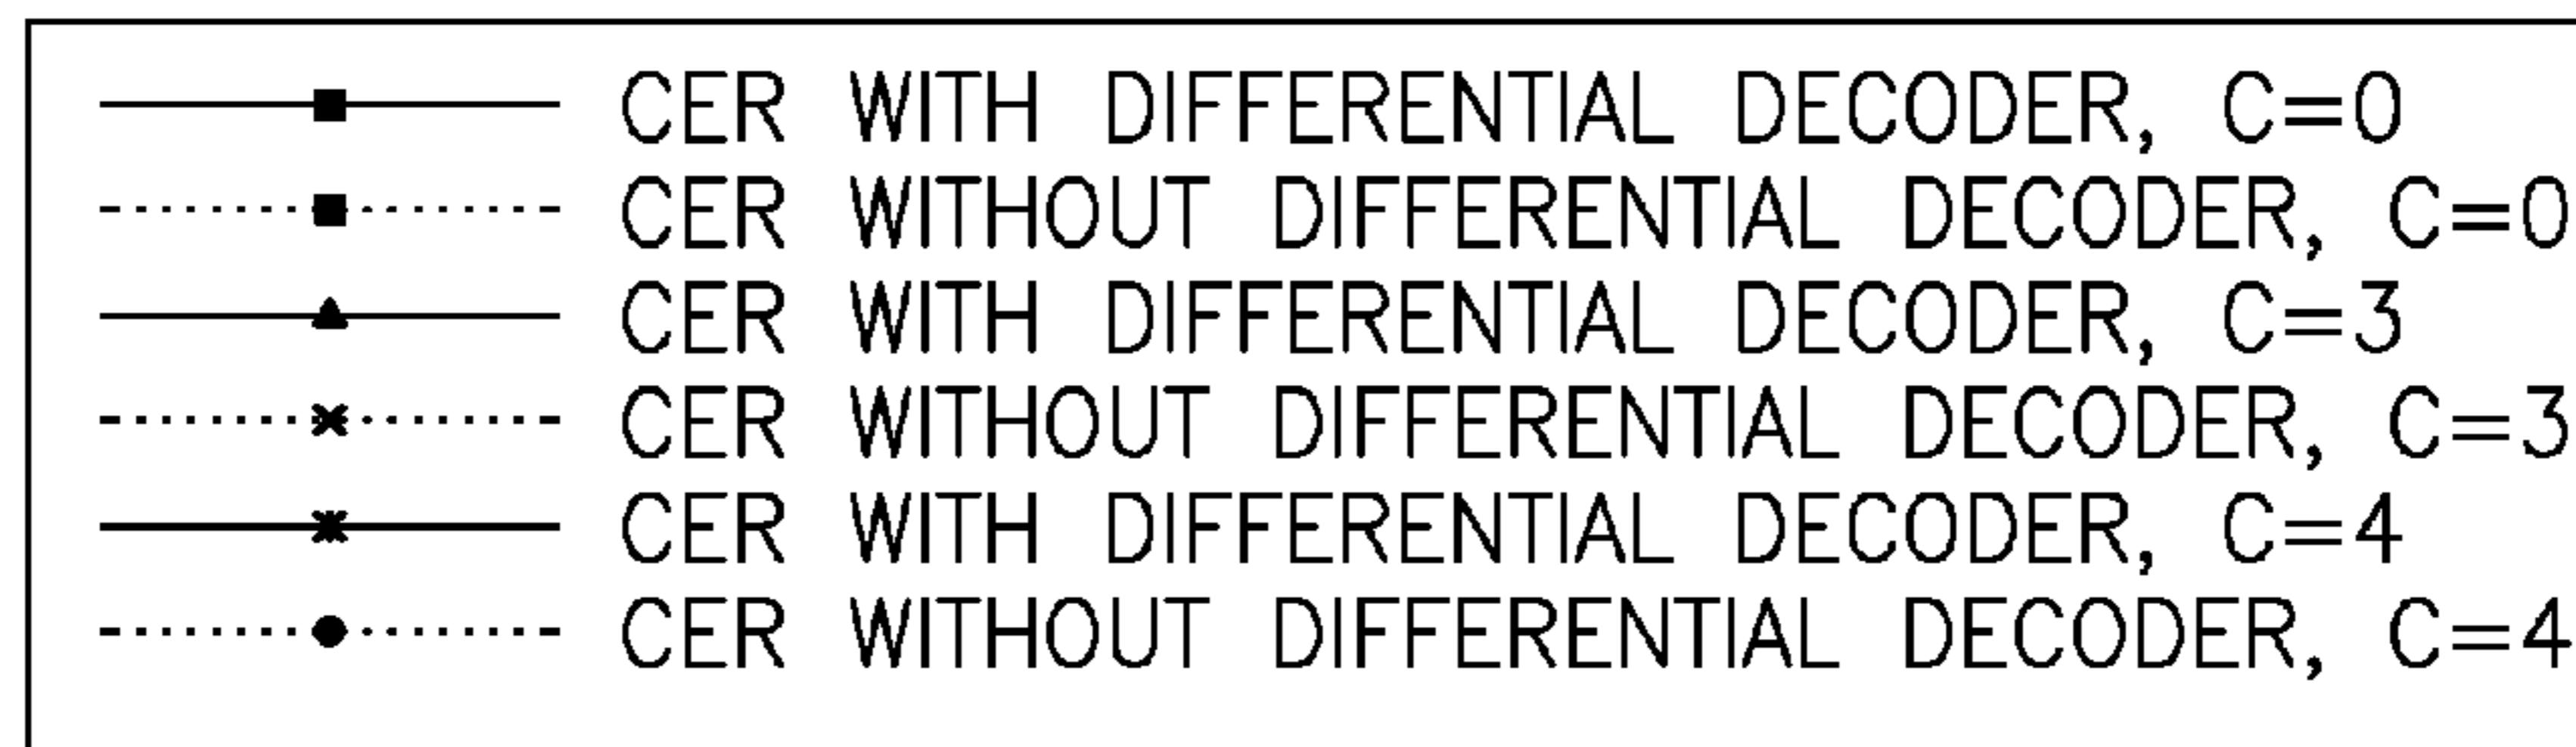 CER WITH DIFFERENTIAL DECODER, C=0
CER WITHOUT DIFFERENTIAL DECODER, C=0
CER WITH DIFFERENTIAL DECODER, C=3
CER WITHOUT DIFFERENTIAL DECODER, C=3
CER WITH DIFFERENTIAL DECODER, C=4
CER WITHOUT DIFFERENTIAL DECODER, C=4